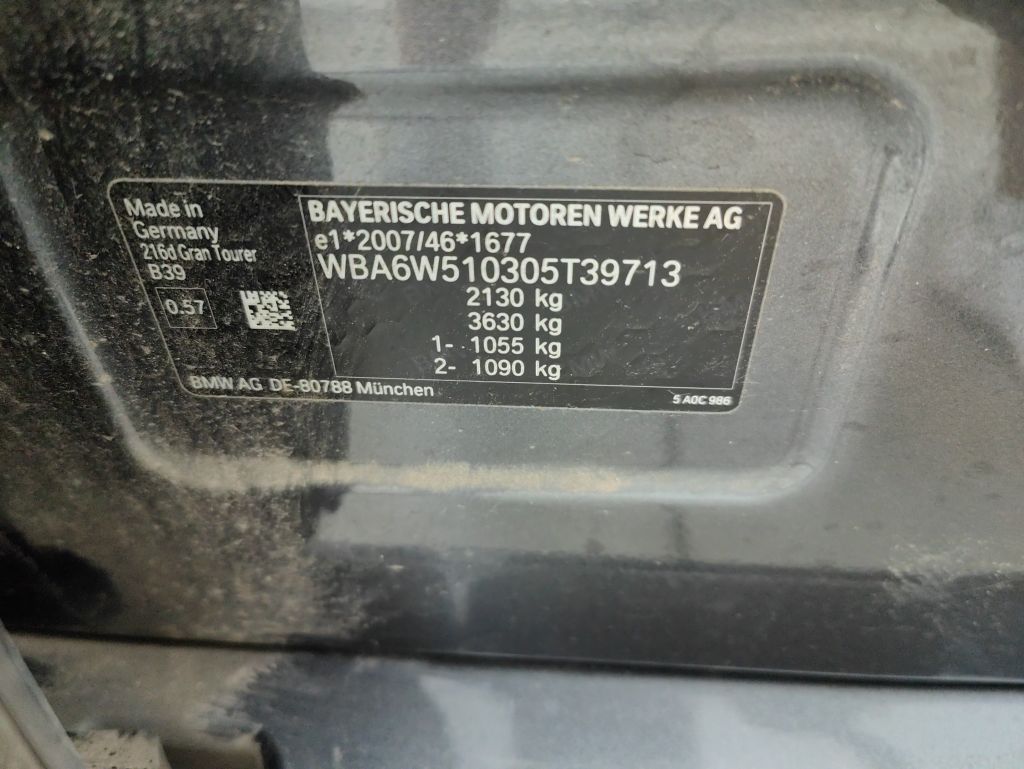 Made in
Germany
216d Gran Tourer
B39
0.57
BAYERISCHE MOTOREN WERKE AG
e1*2007/46*1677
WBA6W510305T39713
2130 kg
3630 kg
1- 1055 kg
2- 1090 kg
BMW AG DE-80788 München
5 A0C 986